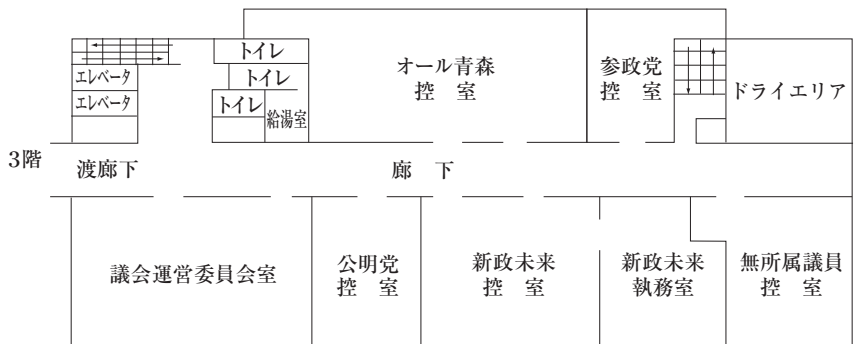 トイレ
エレベータ
トイレ
エレベータ
トイレ
給湯室
オール青森
控　室
参政党
控　室
ドライエリア
3階
渡廊下
廊　下
議会運営委員会室
公明党
控　室
新政未来
控　室
新政未来
執務室
無所属議員
控　室